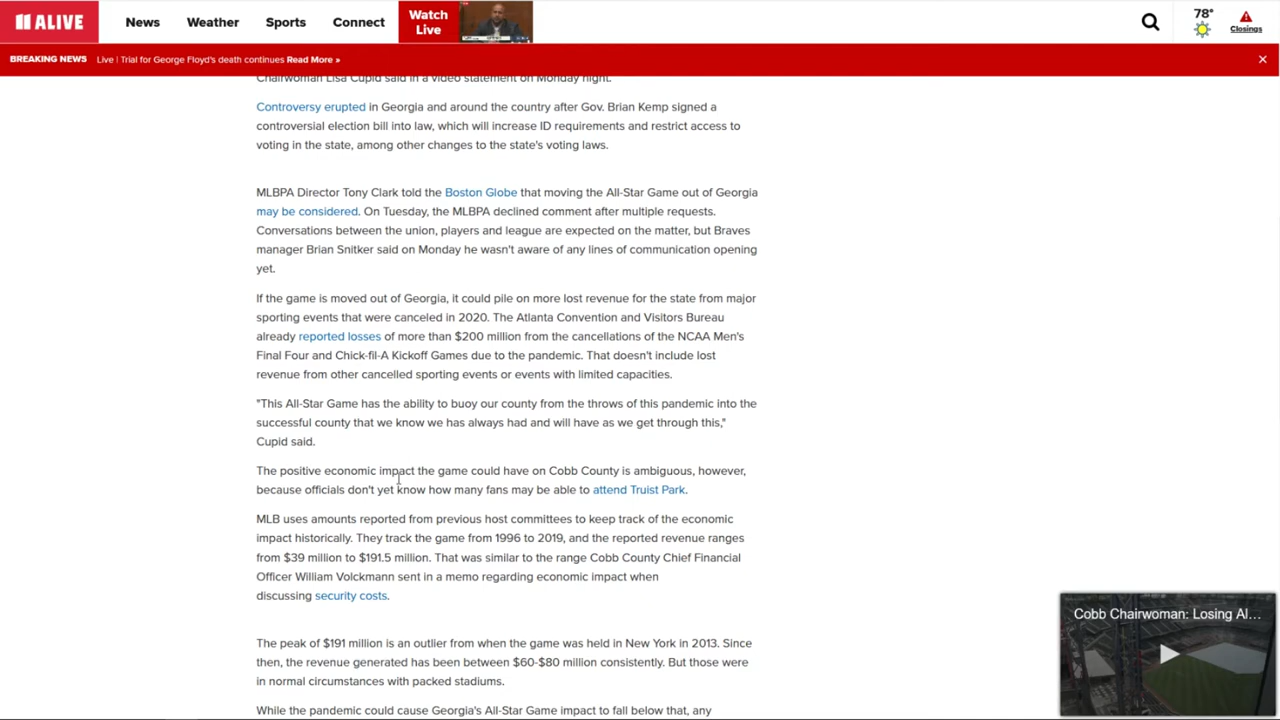 11 ALIVE
News
Weather
Sports
Connect
Watch
Live
78°
Closings
BREAKING NEWS Live | Trial for George Floyd's death continues Read More »
Chairwoman Lisa Cupid said in a video statement on Monday night.
Controversy erupted in Georgia and around the country after Gov. Brian Kemp signed a
controversial election bill into law, which will increase ID requirements and restrict access to
voting in the state, among other changes to the state's voting laws.
MLBPA Director Tony Clark told the Boston Globe that moving the All-Star Game out of Georgia
may be considered. On Tuesday, the MLBPA declined comment after multiple requests.
Conversations between the union, players and league are expected on the matter, but Braves
manager Brian Snitker said on Monday he wasn't aware of any lines of communication opening
yet.
If the game is moved out of Georgia, it could pile on more lost revenue for the state from major
sporting events that were canceled in 2020. The Atlanta Convention and Visitors Bureau
already reported losses of more than $200 million from the cancellations of the NCAA Men's
Final Four and Chick-fil-A Kickoff Games due to the pandemic. That doesn't include lost
revenue from other cancelled sporting events or events with limited capacities.
"This All-Star Game has the ability to buoy our county from the throws of this pandemic into the
successful county that we know we has always had and will have as we get through this,"
Cupid said.
The positive economic impact the game could have on Cobb County is ambiguous, however,
because officials don't yet know how many fans may be able to attend Truist Park.
MLB uses amounts reported from previous host committees to keep track of the economic
impact historically. They track the game from 1996 to 2019, and the reported revenue ranges
from $39 million to $191.5 million. That was similar to the range Cobb County Chief Financial
Officer William Volckmann sent in a memo regarding economic impact when
discussing security costs.
Cobb Chairwoman: Losing Al...
The peak of $191 million is an outlier from when the game was held in New York in 2013. Since
then, the revenue generated has been between $60-$80 million consistently. But those were
in normal circumstances with packed stadiums.
While the pandemic could cause Georgia's All-Star Game impact to fall below that, any